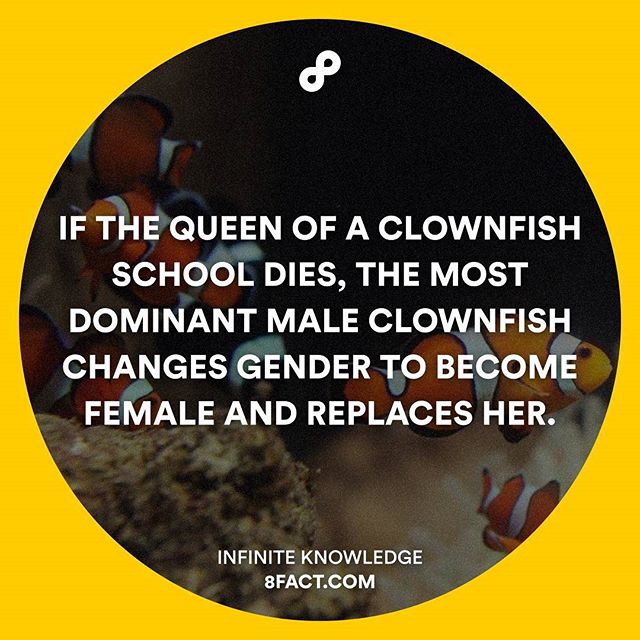 IF THE QUEEN OF A CLOWNFISH
SCHOOL DIES, THE MOST
DOMINANT MALE CLOWNFISH
CHANGES GENDER TO BECOME
FEMALE AND REPLACES HER.
INFINITE KNOWLEDGE
8FACT.COM